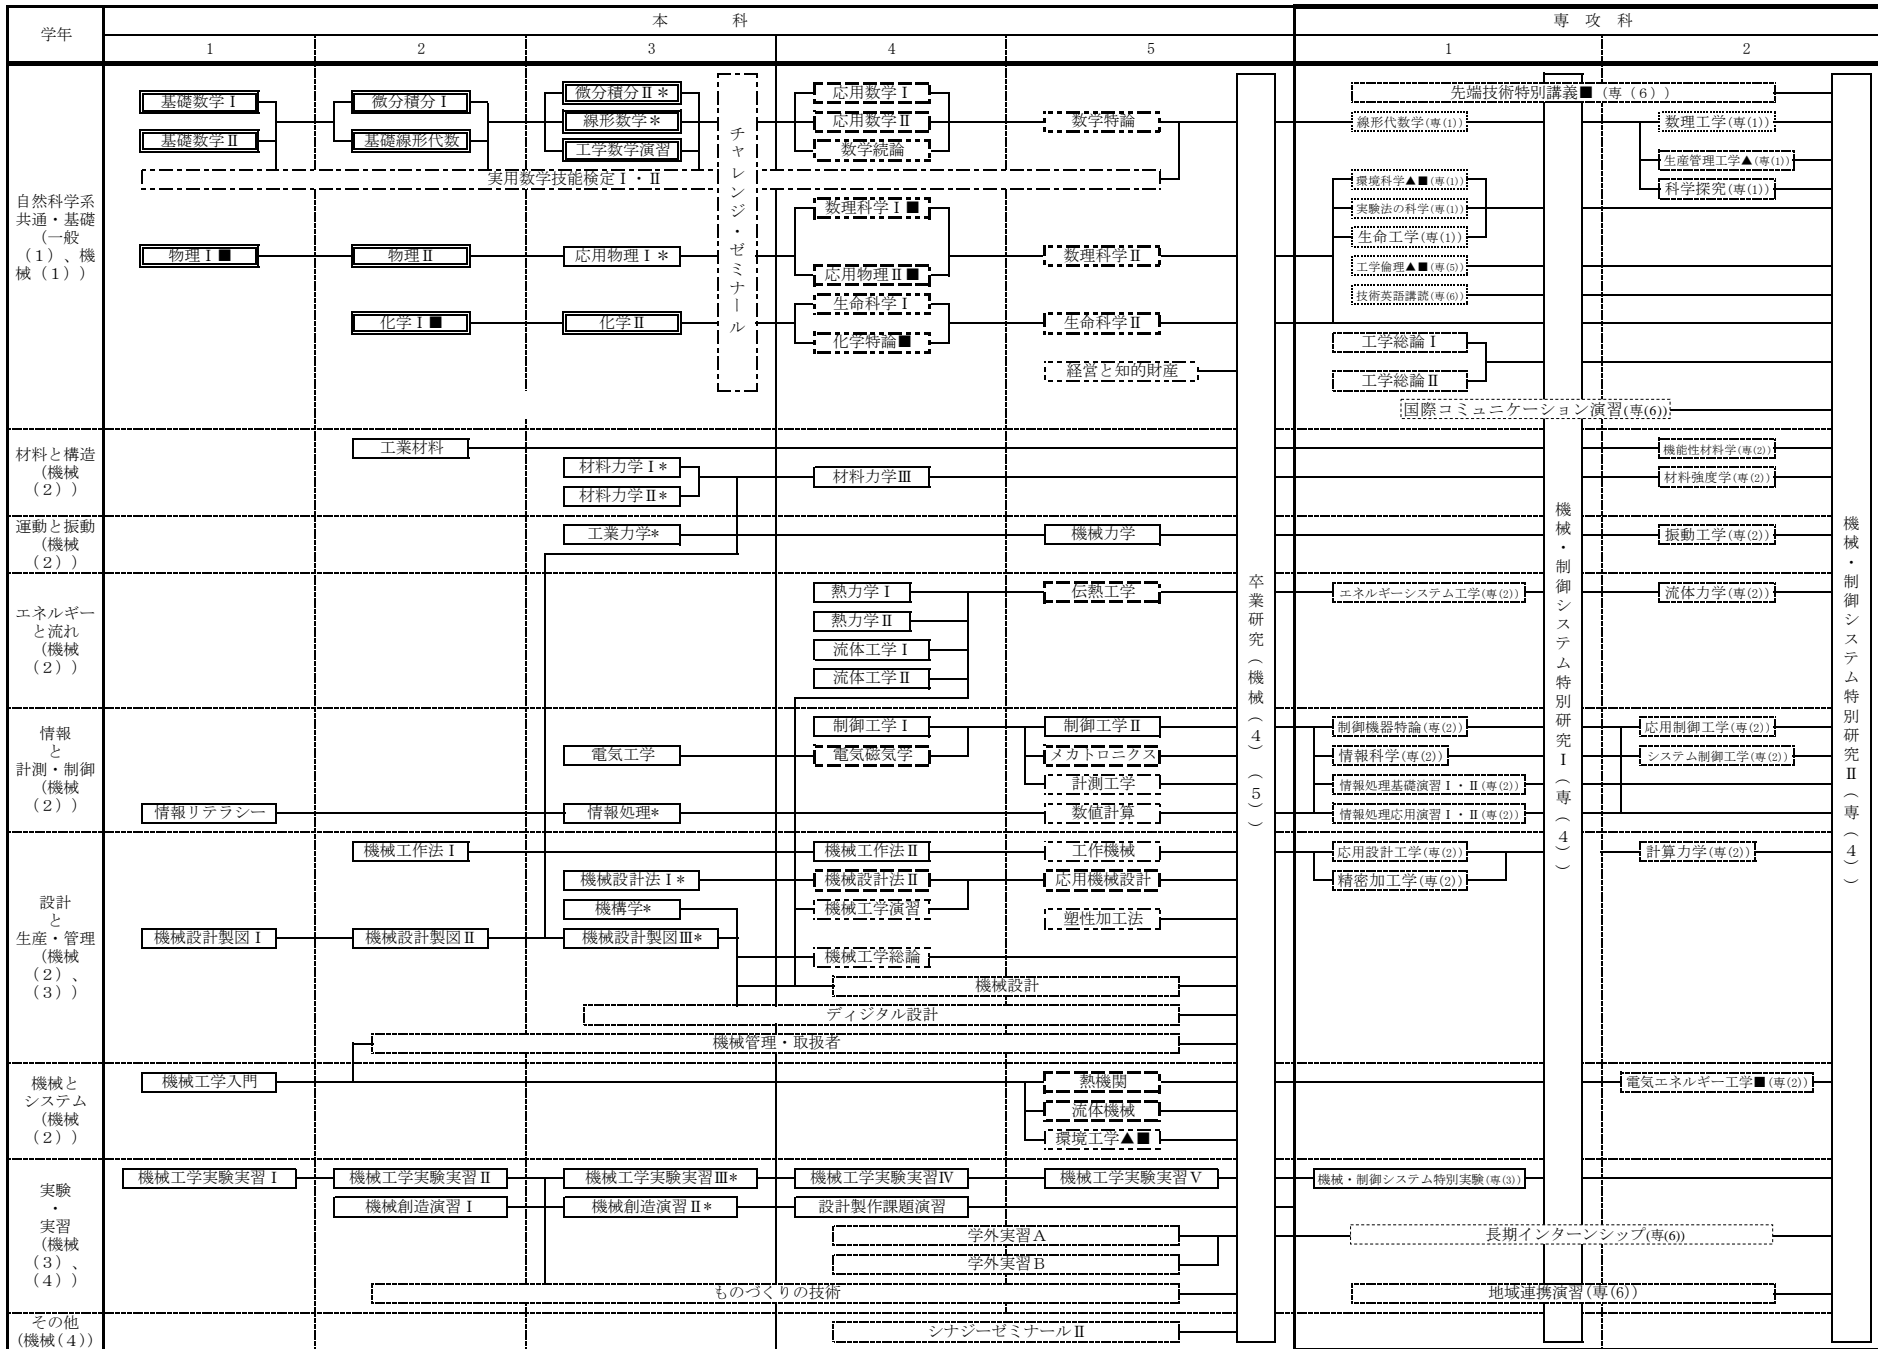 学年
本　科
専　攻　科
1
2
3
4
5
1
2
自然科学系
共通・基礎
(一般
(1)、機
械(1))
基礎数学Ⅰ
微分積分Ⅰ
微分積分Ⅱ＊
応用数学Ⅰ
先端技術特別講義■(専(6))
線形数学＊
応用数学Ⅱ
数学特論
線形代数学(専(1))
数理工学(専(1))
基礎数学Ⅱ
基礎線形代数
工学数学演習
数学続論
生産管理工学▲(専(1))
実用数学技能検定Ⅰ・Ⅱ
環境科学▲■(専(1))
科学探究(専(1))
チャレンジ・ゼミナール
数理科学Ⅰ■
実験法の科学(専(1))
生命工学(専(1))
物理Ⅰ■
物理Ⅱ
応用物理Ⅰ＊
数理科学Ⅱ
応用物理Ⅱ■
工学倫理▲■(専(5))
技術英語講読(専(6))
生命科学Ⅰ
化学Ⅰ■
化学Ⅱ
生命科学Ⅱ
化学特論■
工学総論Ⅰ
経営と知的財産
工学総論Ⅱ
国際コミュニケーション演習(専(6))
材料と構造
(機械
(2))
工業材料
機能性材料学(専(2))
材料力学Ⅰ＊
材料力学Ⅲ
材料強度学(専(2))
材料力学Ⅱ＊
運動と振動
(機械
(2))
工業力学＊
機械力学
振動工学(専(2))
エネルギー
と流れ
(機械
(2))
熱力学Ⅰ
伝熱工学
エネルギーシステム工学(専(2))
流体力学(専(2))
熱力学Ⅱ
流体工学Ⅰ
流体工学Ⅱ
卒業研究(機械(4)(5))
機械・制御システム特別研究Ⅰ(専(4))
機械・制御システム特別研究Ⅱ(専(4))
情報
と
計測・制御
(機械
(2))
制御工学Ⅰ
制御工学Ⅱ
制御機器特論(専(2))
応用制御工学(専(2))
電気工学
電気磁気学
メカトロニクス
情報科学(専(2))
システム制御工学(専(2))
計測工学
情報処理基礎演習Ⅰ・Ⅱ(専(2))
情報リテラシー
情報処理＊
数値計算
情報処理応用演習Ⅰ・Ⅱ(専(2))
設計
と
生産・管理
(機械
(2)、
(3))
機械工作法Ⅰ
機械工作法Ⅱ
工作機械
応用設計工学(専(2))
計算力学(専(2))
機械設計法Ⅰ＊
機械設計法Ⅱ
応用機械設計
精密加工学(専(2))
機構学＊
機械工学演習
塑性加工法
機械設計製図Ⅰ
機械設計製図Ⅱ
機械設計製図Ⅲ＊
機械工学総論
機械設計
ディジタル設計
機械管理・取扱者
機械と
システム
(機械
(2))
機械工学入門
熱機関
電気エネルギー工学■(専(2))
流体機械
環境工学▲■
実験
・
実習
(機械
(3)、
(4))
機械工学実験実習Ⅰ
機械工学実験実習Ⅱ
機械工学実験実習Ⅲ＊
機械工学実験実習Ⅳ
機械工学実験実習Ⅴ
機械・制御システム特別実験(専(3))
機械創造演習Ⅰ
機械創造演習Ⅱ＊
設計製作課題演習
学外実習A
長期インターンシップ(専(6))
学外実習B
ものづくりの技術
地域連携演習(専(6))
その他
(機械(4))
シナジーゼミナールⅡ